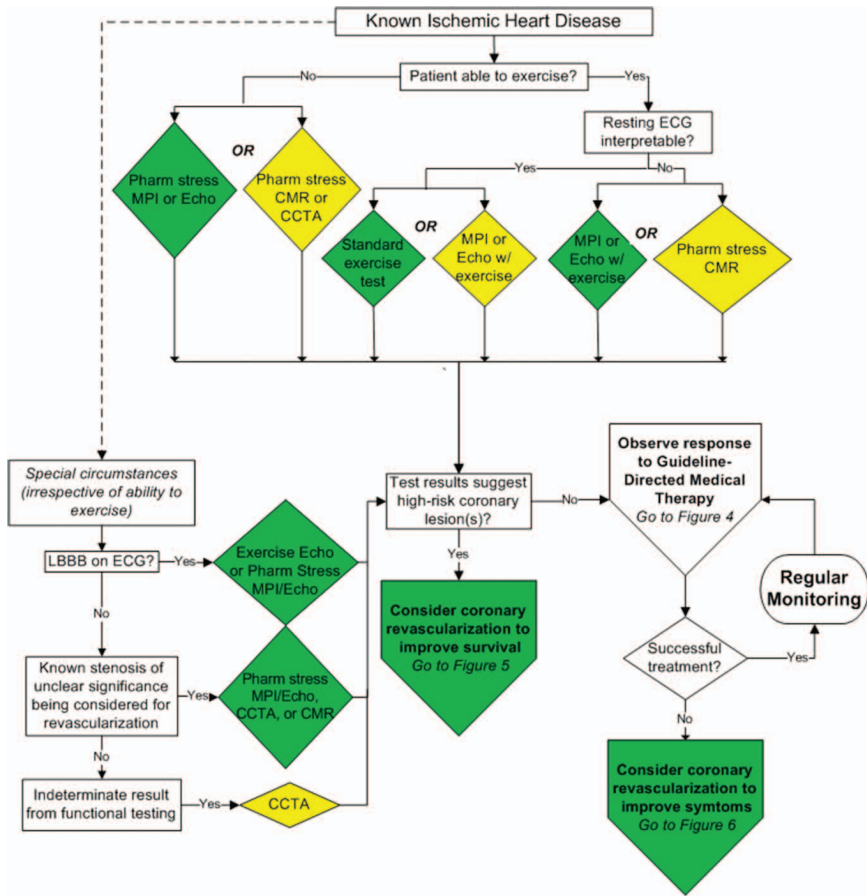 Known Ischemic Heart Disease
No
Patient able to exercise?
Yes
Resting ECG
interpretable?
Yes
No
Pharm stress
MPI or Echo
OR
Pharm stress
CMR or
CCTA
Standard
exercise
test
OR
MPI or
Echo w/
exercise
MPI or
Echo w/
exercise
OR
Pharm stress
CMR
Special circumstances
(irrespective of ability to
exercise)
LBBB on ECG?
Yes
Exercise Echo
or Pharm Stress
MPI/Echo
No
Known stenosis of
unclear significance
being considered for
revascularization
Yes
Pharm stress
MPI/Echo,
CCTA, or CMR
No
Indeterminate result
from functional testing
Yes
CCTA
Test results suggest
high-risk coronary
lesion(s)?
No
Yes
Consider coronary
revascularization to
improve survival
Go to Figure 5
Observe response
to Guideline-
Directed Medical
Therapy
Go to Figure 4
Regular
Monitoring
Successful
treatment?
Yes
No
Consider coronary
revascularization to
improve symtoms
Go to Figure 6